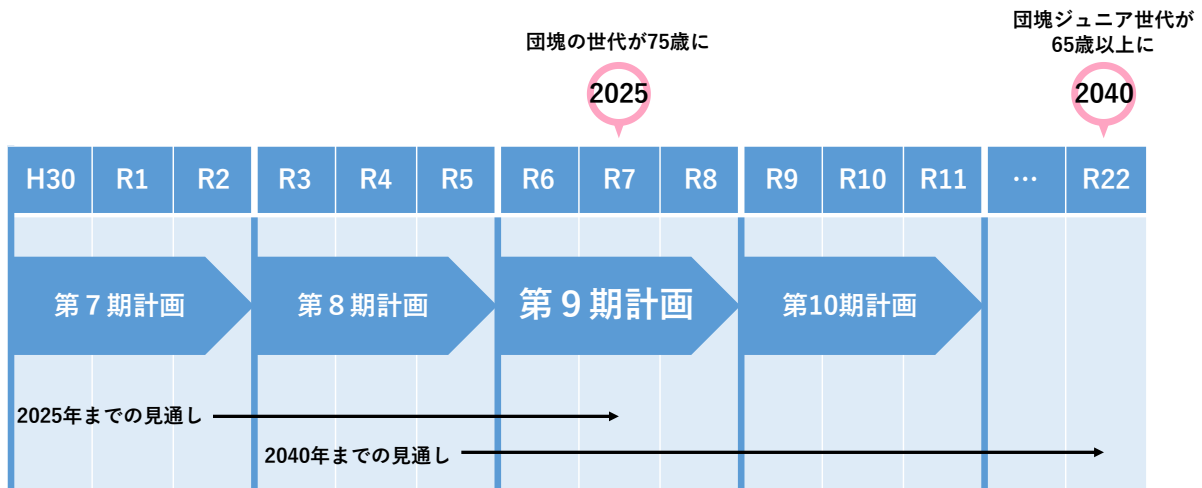 団塊の世代が75歳に
2025
団塊ジュニア世代が
65歳以上に
2040
H30 R1 R2 R3 R4 R5 R6 R7 R8 R9 R10 R11 … R22
第７期計画 第８期計画 第９期計画 第10期計画
2025年までの見通し
2040年までの見通し